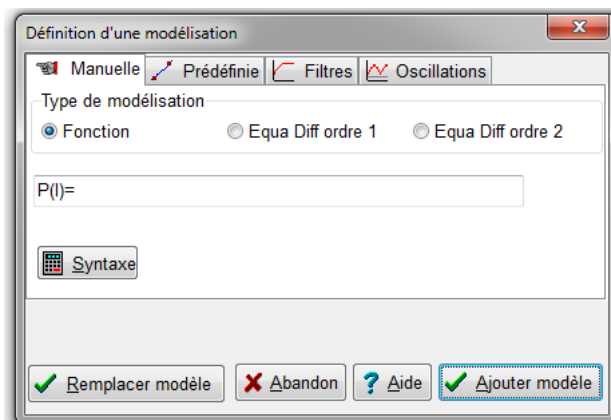 Définition d'une modélisation
Manuelle Prédéfinie Filtres Oscillations
Type de modélisation
Fonction Equa Diff ordre 1 Equa Diff ordre 2
P(I)=
Syntaxe
Remplacer modèle Abandon Aide Ajouter modèle